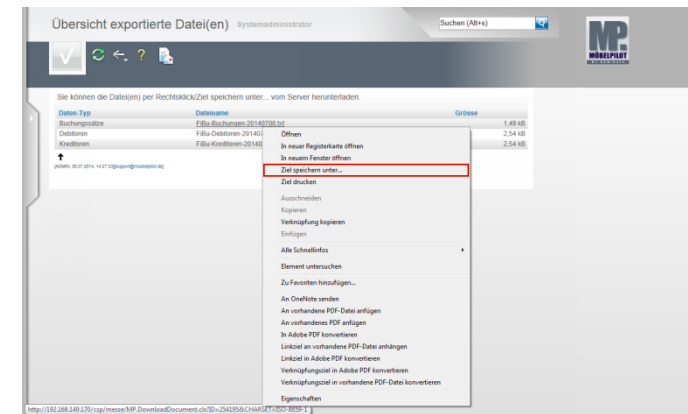 Übersicht exportierte Datei(en) Systemadministrator
Suchen (Alt+s)
MP.
MÖBELPILOT
Sie können die Datei(en) per Rechtsklick/Ziel speichern unter... vom Server herunterladen.
Daten-Typ Dateiname Grösse
Buchungssätze FiBu-Buchungen-20140708.txt 1,49 kB
Debitoren FiBu-Debitoren-20140 2,54 kB
Kreditoren FiBu-Kreditoren-20140 2,54 kB
Öffnen
In neuer Registerkarte öffnen
In neuem Fenster öffnen
Ziel speichern unter...
Ziel drucken
Ausschneiden
Kopieren
Verknüpfung kopieren
Einfügen
Alle Schnellinfos
Element untersuchen
Zu Favoriten hinzufügen...
An OneNote senden
An vorhandene PDF-Datei anfügen
An vorhandenes PDF anfügen
In Adobe PDF konvertieren
Linkziel an vorhandene PDF-Datei anhängen
Linkziel in Adobe PDF konvertieren
Verknüpfungsziel in Adobe PDF konvertieren
Verknüpfungsziel in vorhandene PDF-Datei konvertieren
Eigenschaften
http://192.168.149.170/csp/messe/MP.DownloadDocument.cls?ID=254195&CHARSET=ISO-8859-1